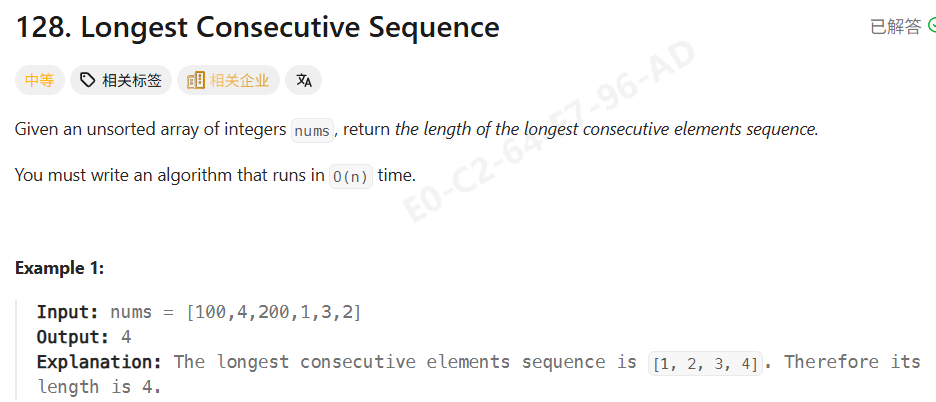 128. Longest Consecutive Sequence
已解答
中等 相关标签 相关企业
Given an unsorted array of integers nums, return the length of the longest consecutive elements sequence.
You must write an algorithm that runs in O(n) time.
E0-C2-64-F7-96-AD
Example 1:
Input: nums = [100,4,200,1,3,2]
Output: 4
Explanation: The longest consecutive elements sequence is [1, 2, 3, 4]. Therefore its
length is 4.